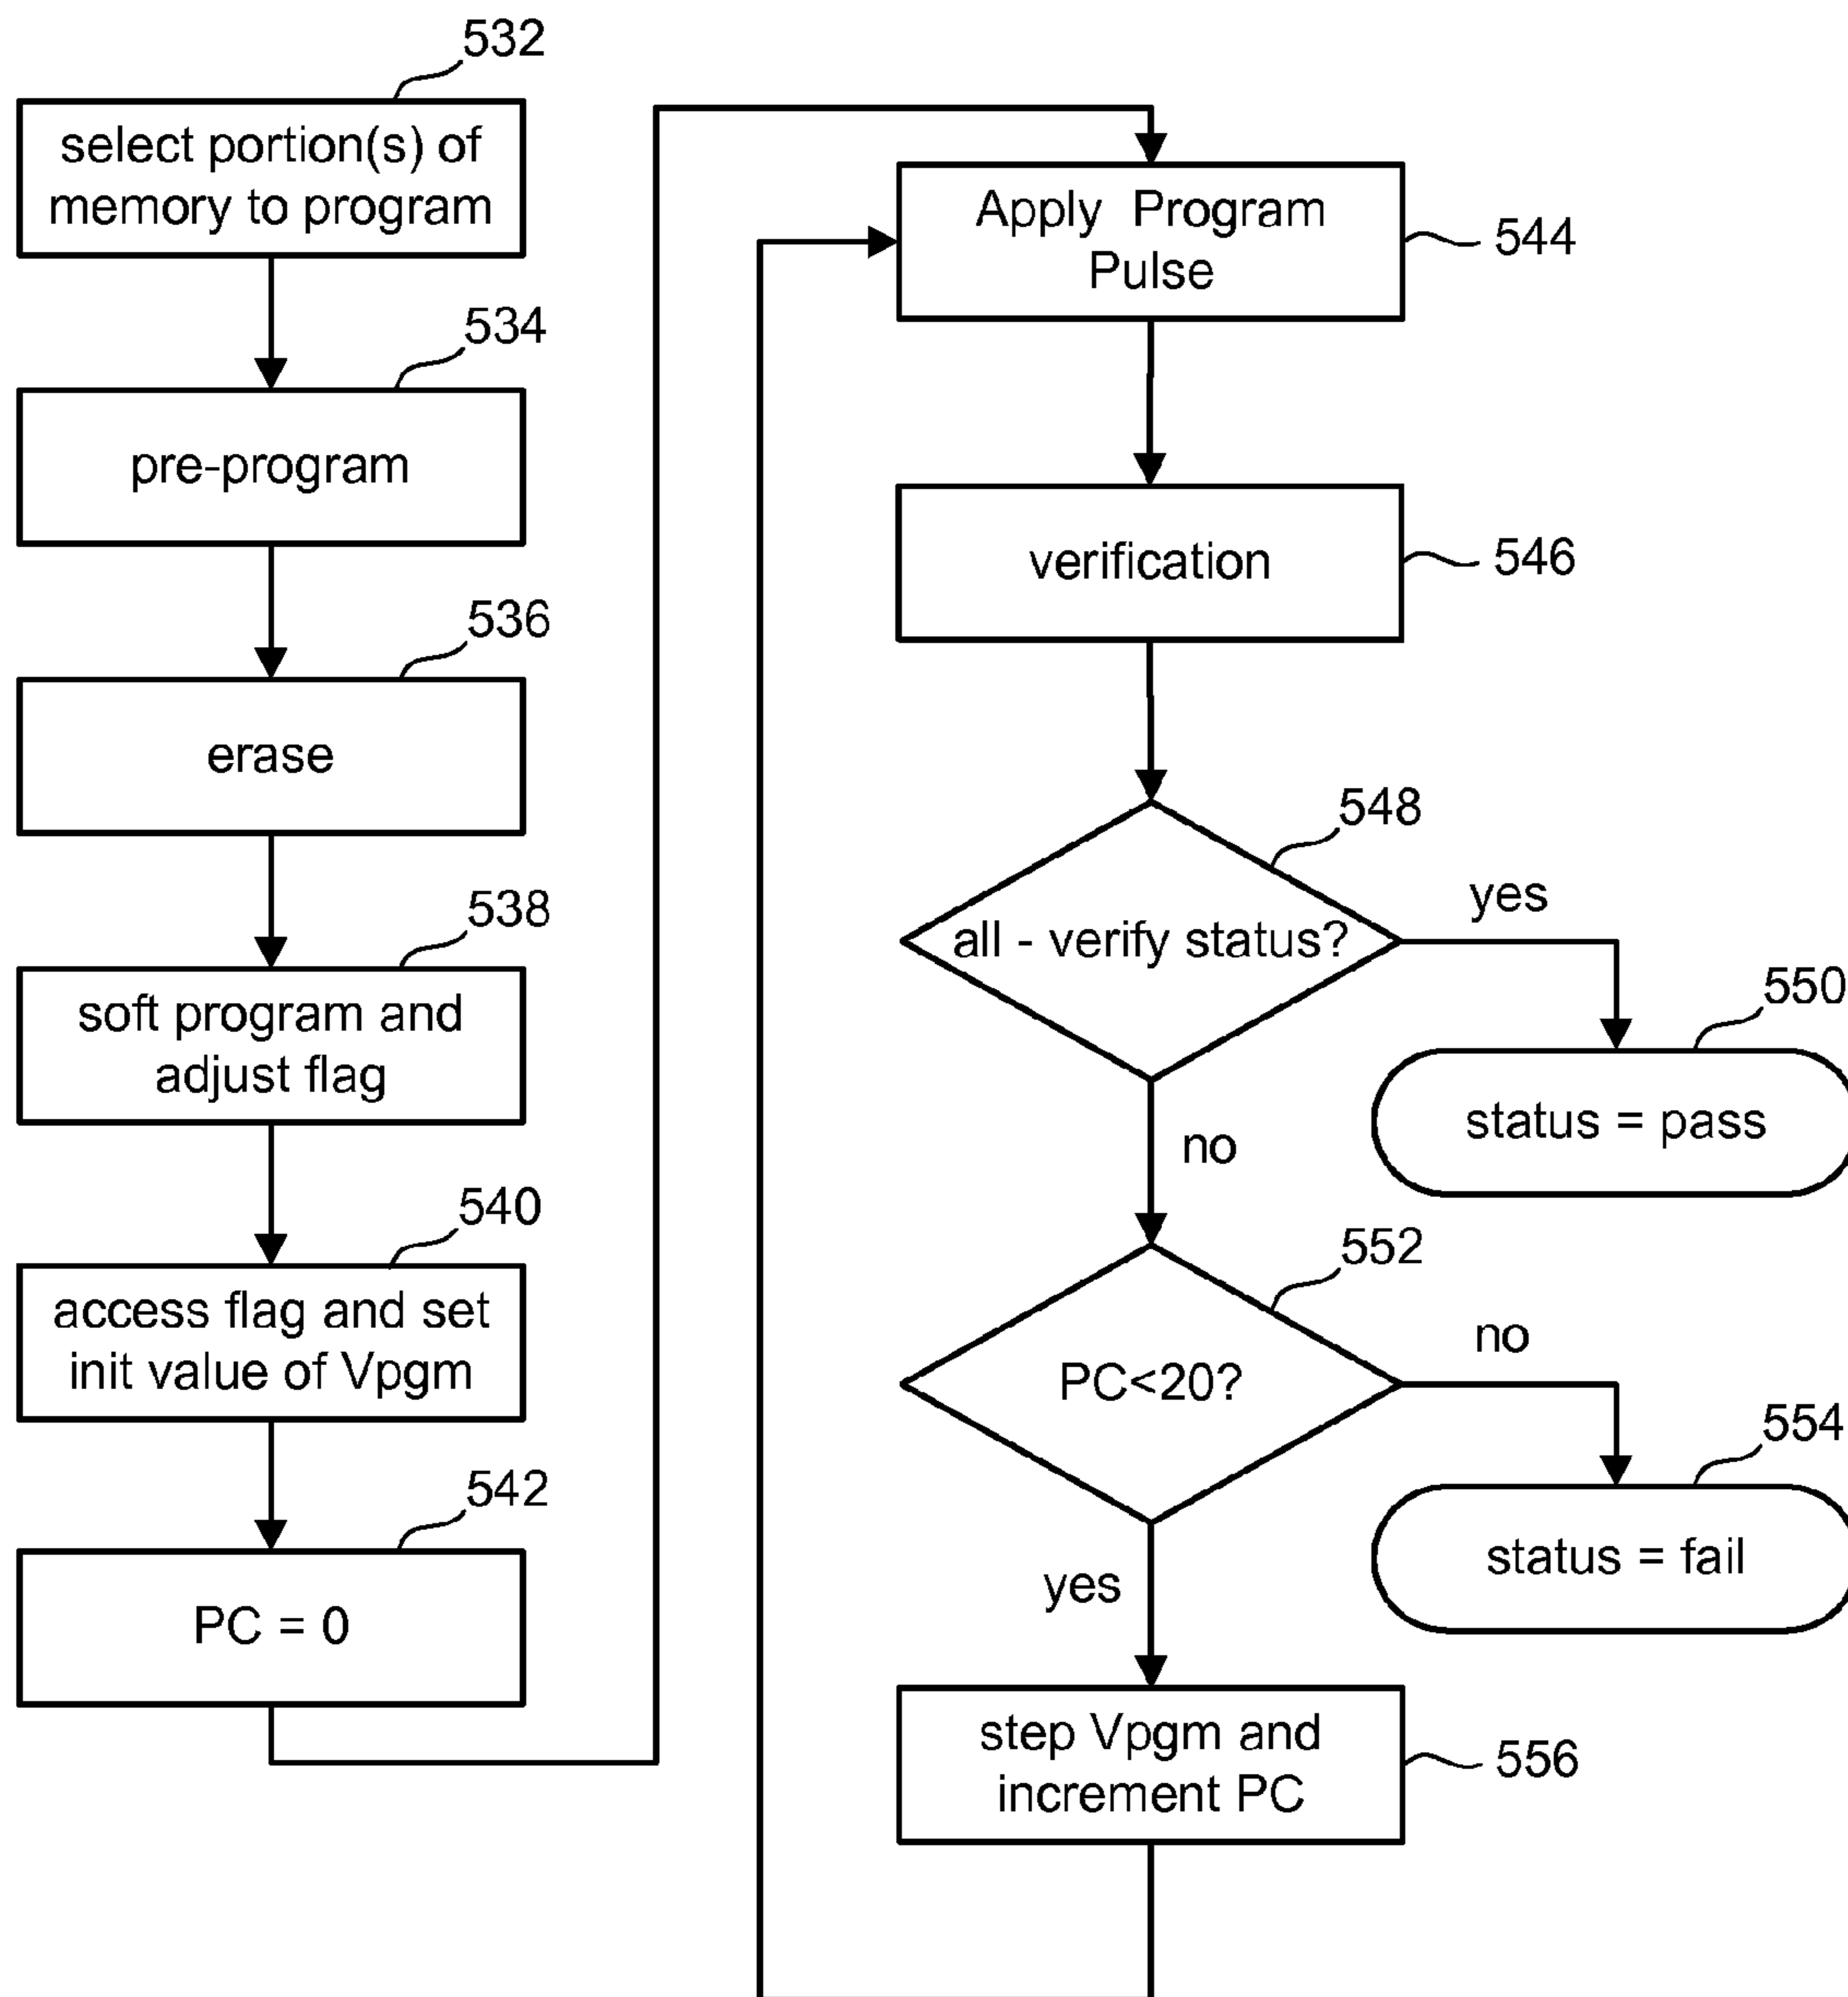 532
select portion(s) of
memory to program
534
pre-program
536
erase
538
soft program and
adjust flag
540
access flag and set
init value of Vpgm
542
PC = 0
Apply Program
Pulse
544
verification
546
548
all - verify status?
yes
550
status = pass
no
552
PC<20?
no
554
status = fail
yes
step Vpgm and
increment PC
556